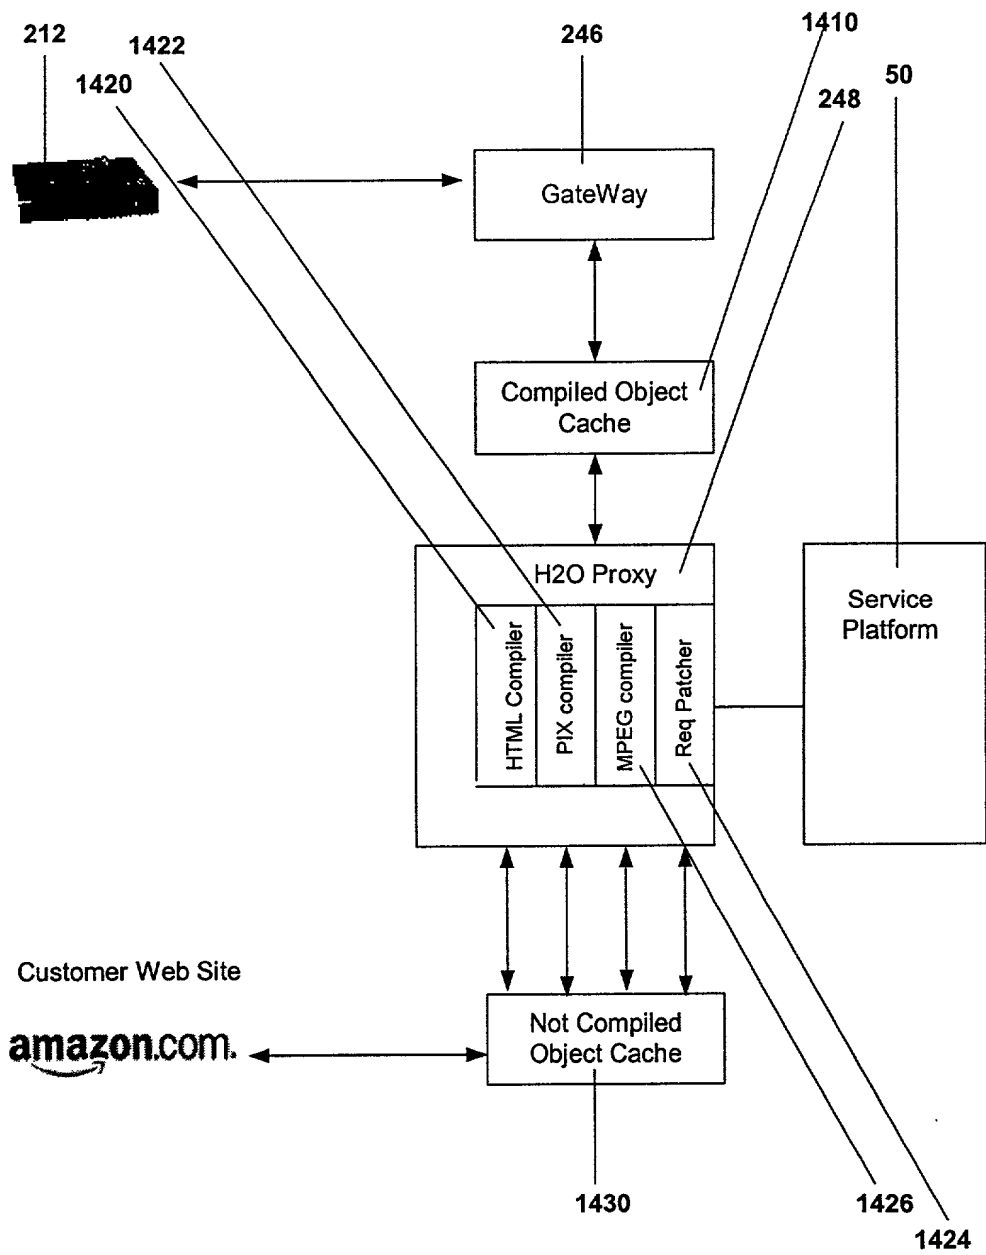 212
1422
246
1410
1420
50
248
GateWay
Compiled Object
Cache
H2O Proxy
HTML Compiler
PIX compiler
MPEG compiler
Req Patcher
Service
Platform
Customer Web Site
amazon.com.
Not Compiled
Object Cache
1430
1426
1424